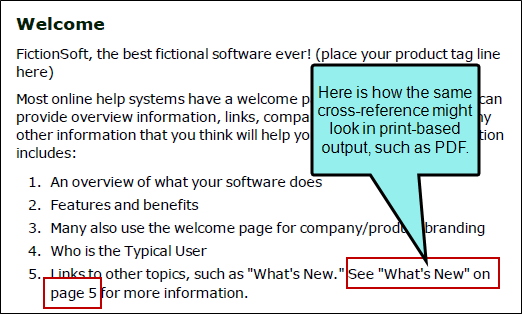 Welcome
FictionSoft, the best fictional software ever! (place your product tag line
here)
Most online help systems have a welcome p can
provide overview information, links, compa ny
other information that you think will help yo tion
includes:
Here is how the same
cross-reference might
look in print-based
output, such as PDF.
1. An overview of what your software does
2. Features and benefits
3. Many also use the welcome page for company/produ branding
4. Who is the Typical User
5. Links to other topics, such as "What's New." See "What's New" on
page 5 for more information.